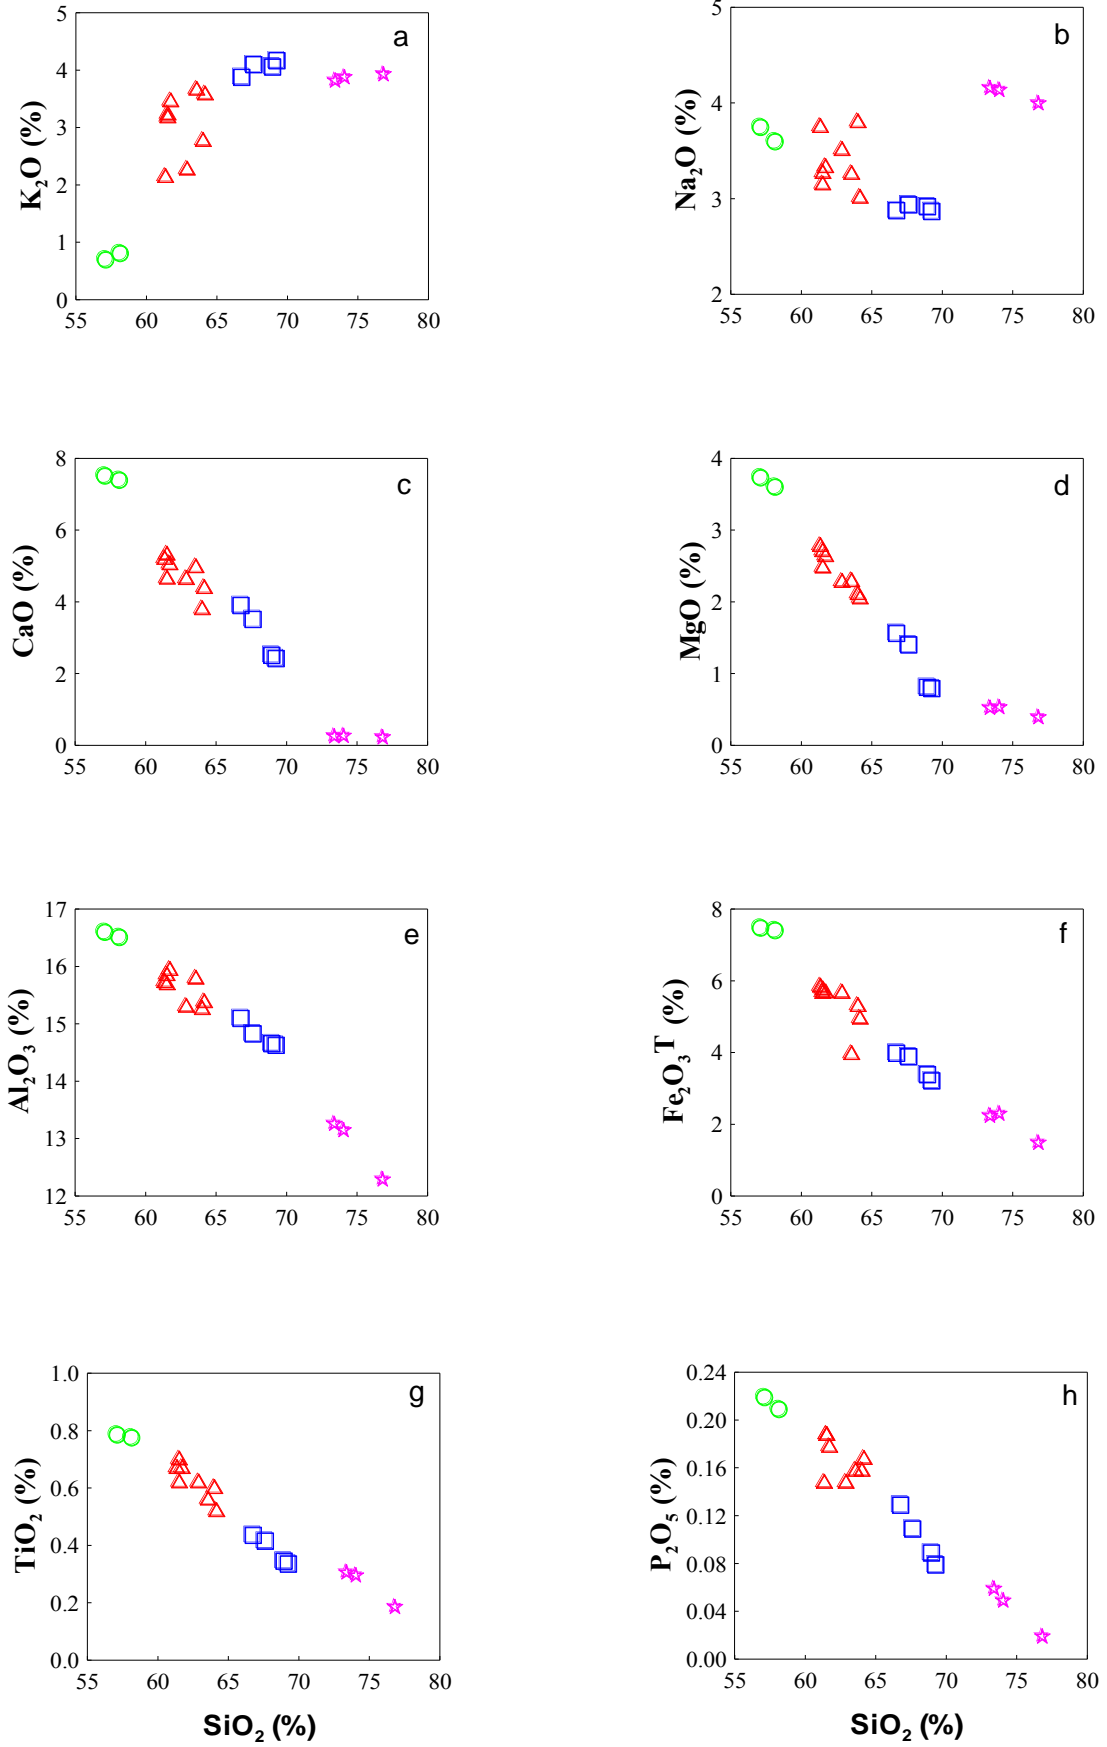 a
K₂O (%)
5
4
3
2
1
0
55 60 65 70 75 80
b
Na₂O (%)
5
4
3
2
55 60 65 70 75 80
c
CaO (%)
8
6
4
2
0
55 60 65 70 75 80
d
MgO (%)
4
3
2
1
0
55 60 65 70 75 80
e
Al₂O₃ (%)
17
16
15
14
13
12
55 60 65 70 75 80
f
Fe₂O₃T (%)
8
6
4
2
0
55 60 65 70 75 80
g
TiO₂ (%)
1.0
0.8
0.6
0.4
0.2
0.0
55 60 65 70 75 80
SiO₂ (%)
h
P₂O₅ (%)
0.24
0.20
0.16
0.12
0.08
0.04
0.00
55 60 65 70 75 80
SiO₂ (%)